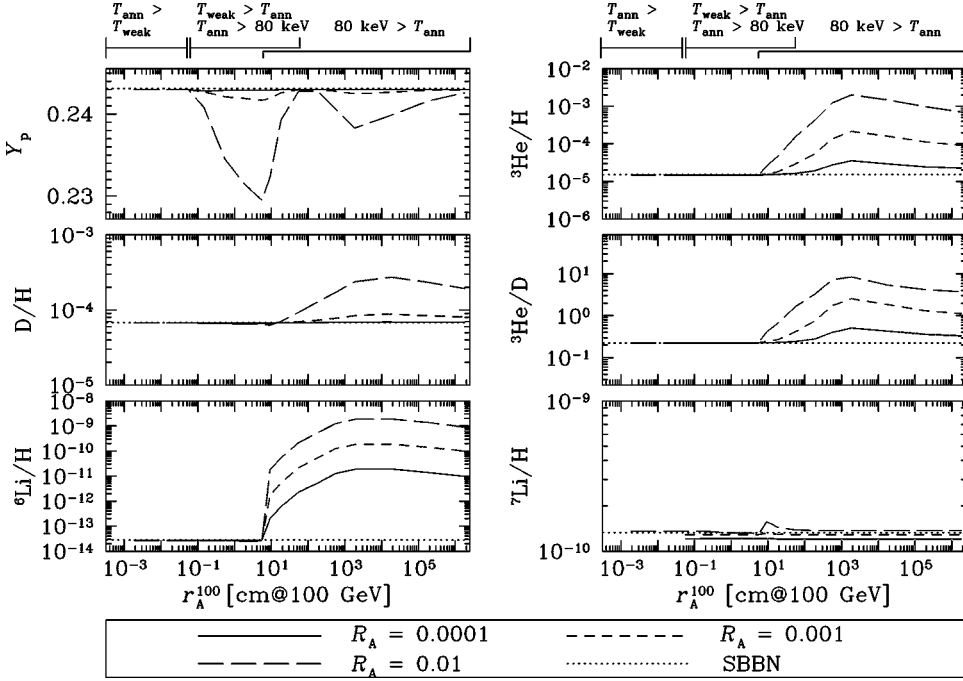 T_ann > T_weak
T_weak > T_ann
T_ann > 80 keV
80 keV > T_ann
T_ann > T_weak
T_weak > T_ann
T_ann > 80 keV
80 keV > T_ann
Y_p
0.24
0.23
³He/H
10⁻²
10⁻³
10⁻⁴
10⁻⁵
10⁻⁶
D/H
10⁻³
10⁻⁴
10⁻⁵
³He/D
10¹
10⁰
10⁻¹
⁶Li/H
10⁻⁸
10⁻⁹
10⁻¹⁰
10⁻¹¹
10⁻¹²
10⁻¹³
10⁻¹⁴
⁷Li/H
10⁻⁹
10⁻¹⁰
10⁻³ 10⁻¹ 10¹ 10³ 10⁵
10⁻³ 10⁻¹ 10¹ 10³ 10⁵
r_A¹⁰⁰ [cm@100 GeV]
r_A¹⁰⁰ [cm@100 GeV]
R_A = 0.0001
R_A = 0.001
R_A = 0.01
SBBN